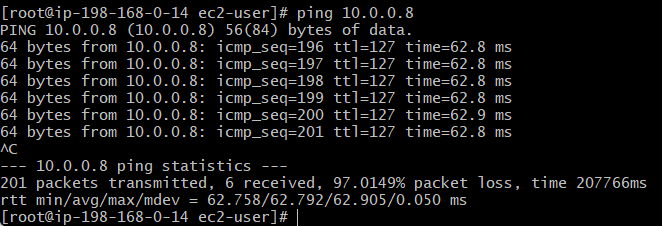 [root@ip-198-168-0-14 ec2-user]# ping 10.0.0.8
PING 10.0.0.8 (10.0.0.8) 56(84) bytes of data.
64 bytes from 10.0.0.8: icmp_seq=196 ttl=127 time=62.8 ms
64 bytes from 10.0.0.8: icmp_seq=197 ttl=127 time=62.8 ms
64 bytes from 10.0.0.8: icmp_seq=198 ttl=127 time=62.8 ms
64 bytes from 10.0.0.8: icmp_seq=199 ttl=127 time=62.8 ms
64 bytes from 10.0.0.8: icmp_seq=200 ttl=127 time=62.9 ms
64 bytes from 10.0.0.8: icmp_seq=201 ttl=127 time=62.8 ms
^C
--- 10.0.0.8 ping statistics ---
201 packets transmitted, 6 received, 97.0149% packet loss, time 207766ms
rtt min/avg/max/mdev = 62.758/62.792/62.905/0.050 ms
[root@ip-198-168-0-14 ec2-user]#